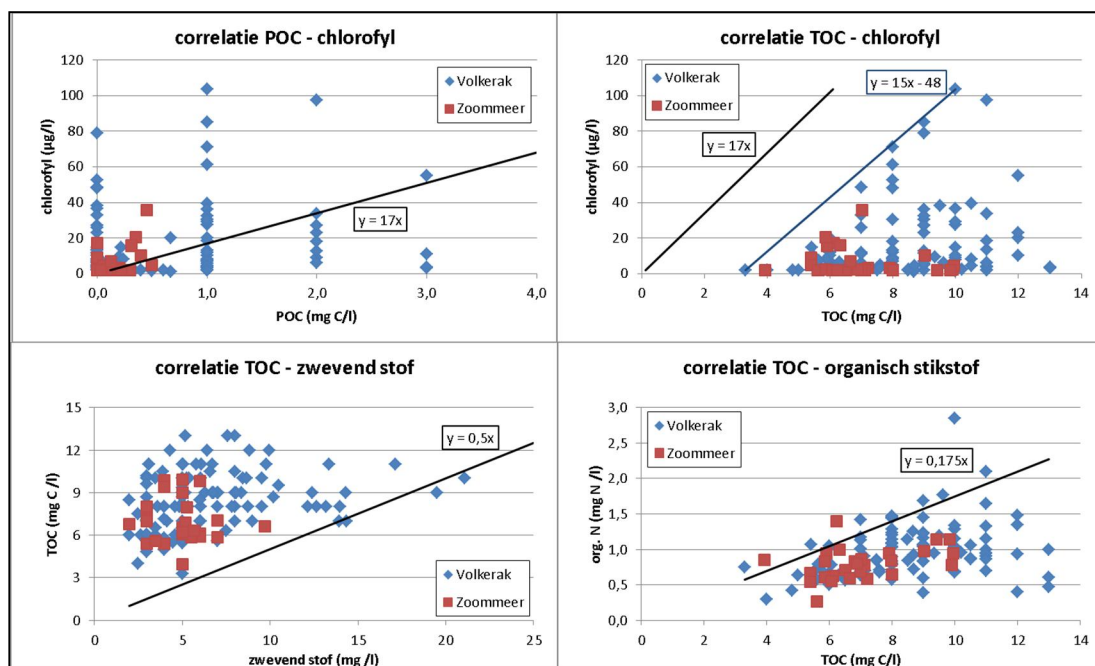 correlatie POC - chlorofyl
120
100
80
60
40
20
0
chlorofyl (µg/l)
Volkerak
Zoommeer
y = 17x
0,0
1,0
2,0
3,0
4,0
POC (mg C/l)
correlatie TOC - chlorofyl
120
100
80
60
40
20
0
chlorofyl (µg/l)
Volkerak
Zoommeer
y = 15x - 48
y = 17x
0
2
4
6
8
10
12
14
TOC (mg C/l)
correlatie TOC - zwevend stof
15
12
9
6
3
0
TOC (mg C /l)
y = 0,5x
Volkerak
Zoommeer
0
5
10
15
20
25
zwevend stof (mg /l)
correlatie TOC - organisch stikstof
3,0
2,5
2,0
1,5
1,0
0,5
0,0
org. N (mg N /l)
Volkerak
Zoommeer
y = 0,175x
0
2
4
6
8
10
12
14
TOC (mg C/l)